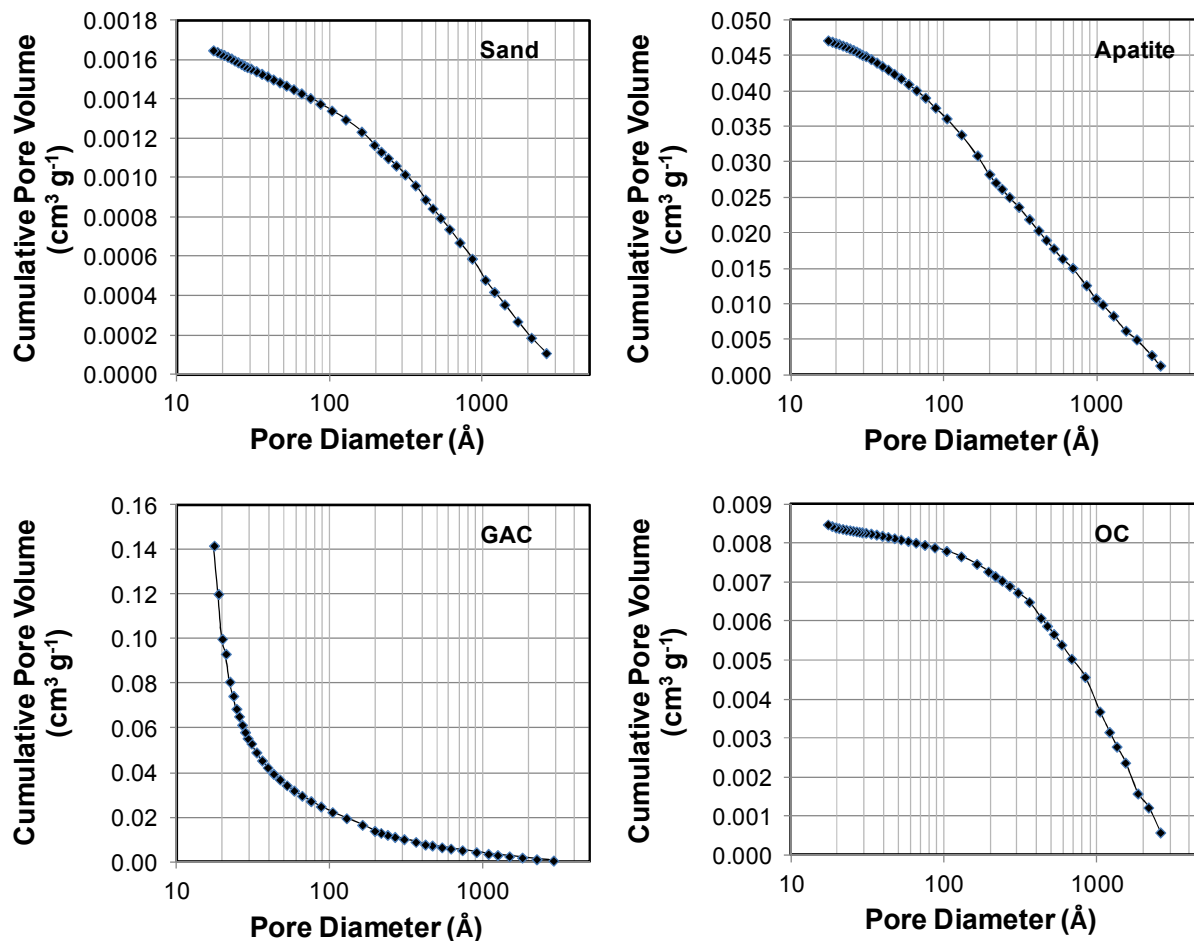 Cumulative Pore Volume
(cm³ g⁻¹)
0.0018
0.0016
0.0014
0.0012
0.0010
0.0008
0.0006
0.0004
0.0002
0.0000
Sand
10 100 1000
Pore Diameter (Å)
Cumulative Pore Volume
(cm³ g⁻¹)
0.050
0.045
0.040
0.035
0.030
0.025
0.020
0.015
0.010
0.005
0.000
Apatite
10 100 1000
Pore Diameter (Å)
Cumulative Pore Volume
(cm³ g⁻¹)
0.16
0.14
0.12
0.10
0.08
0.06
0.04
0.02
0.00
GAC
10 100 1000
Pore Diameter (Å)
Cumulative Pore Volume
(cm³ g⁻¹)
0.009
0.008
0.007
0.006
0.005
0.004
0.003
0.002
0.001
0.000
OC
10 100 1000
Pore Diameter (Å)